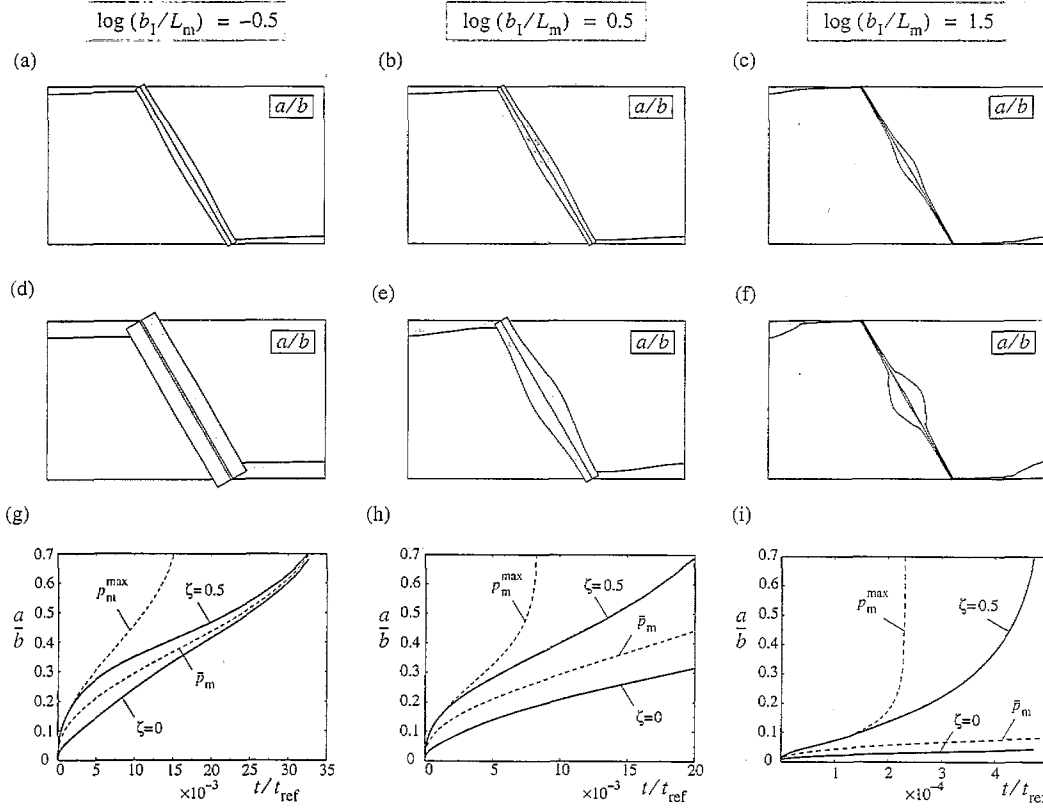 log (b_I/L_m) = −0.5
log (b_I/L_m) = 0.5
log (b_I/L_m) = 1.5
(a)
(b)
(c)
a/b
a/b
a/b
(d)
(e)
(f)
a/b
a/b
a/b
(g)
(h)
(i)
0.7
0.6
0.5
0.4
0.3
0.2
0.1
0
a/b
p_m^max
ζ=0.5
p̄_m
ζ=0
0 5 10 15 20 25 30 35
×10⁻³ t/t_ref
0.7
0.6
0.5
0.4
0.3
0.2
0.1
0
a/b
p_m^max
ζ=0.5
p̄_m
ζ=0
0 5 10 15 20
×10⁻³ t/t_ref
0.7
0.6
0.5
0.4
0.3
0.2
0.1
0
a/b
p_m^max
ζ=0.5
ζ=0
p̄_m
1 2 3 4
×10⁻⁴ t/t_ref